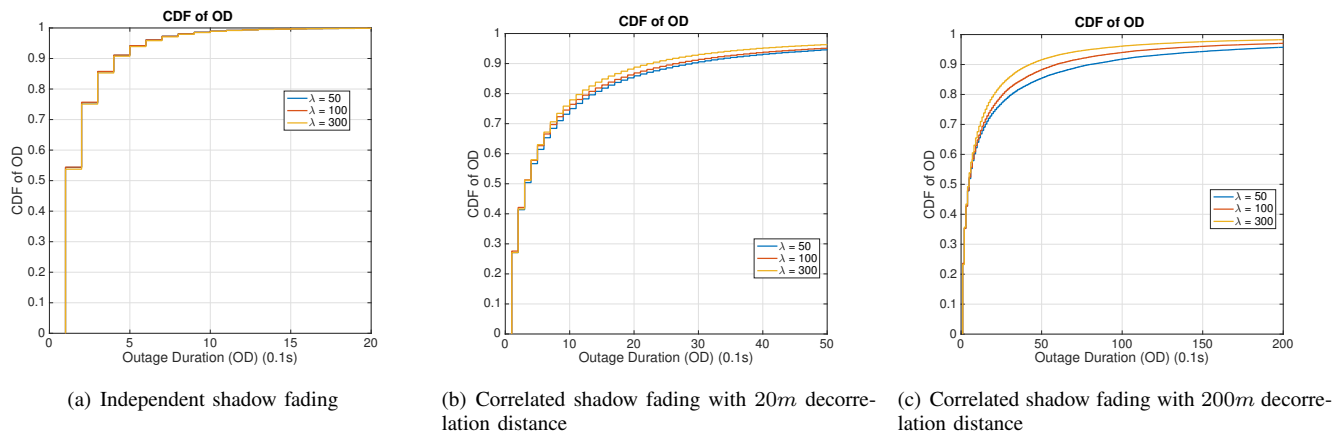 CDF of OD
1
0.9
0.8
0.7
0.6
0.5
0.4
0.3
0.2
0.1
0
CDF of OD
λ = 50
λ = 100
λ = 300
0 5 10 15 20
Outage Duration (OD) (0.1s)
(a) Independent shadow fading
CDF of OD
1
0.9
0.8
0.7
0.6
0.5
0.4
0.3
0.2
0.1
0
CDF of OD
λ = 50
λ = 100
λ = 300
0 10 20 30 40 50
Outage Duration (OD) (0.1s)
(b) Correlated shadow fading with 20m decorre-
lation distance
CDF of OD
1
0.9
0.8
0.7
0.6
0.5
0.4
0.3
0.2
0.1
0
CDF of OD
λ = 50
λ = 100
λ = 300
0 50 100 150 200
Outage Duration (OD) (0.1s)
(c) Correlated shadow fading with 200m decorre-
lation distance